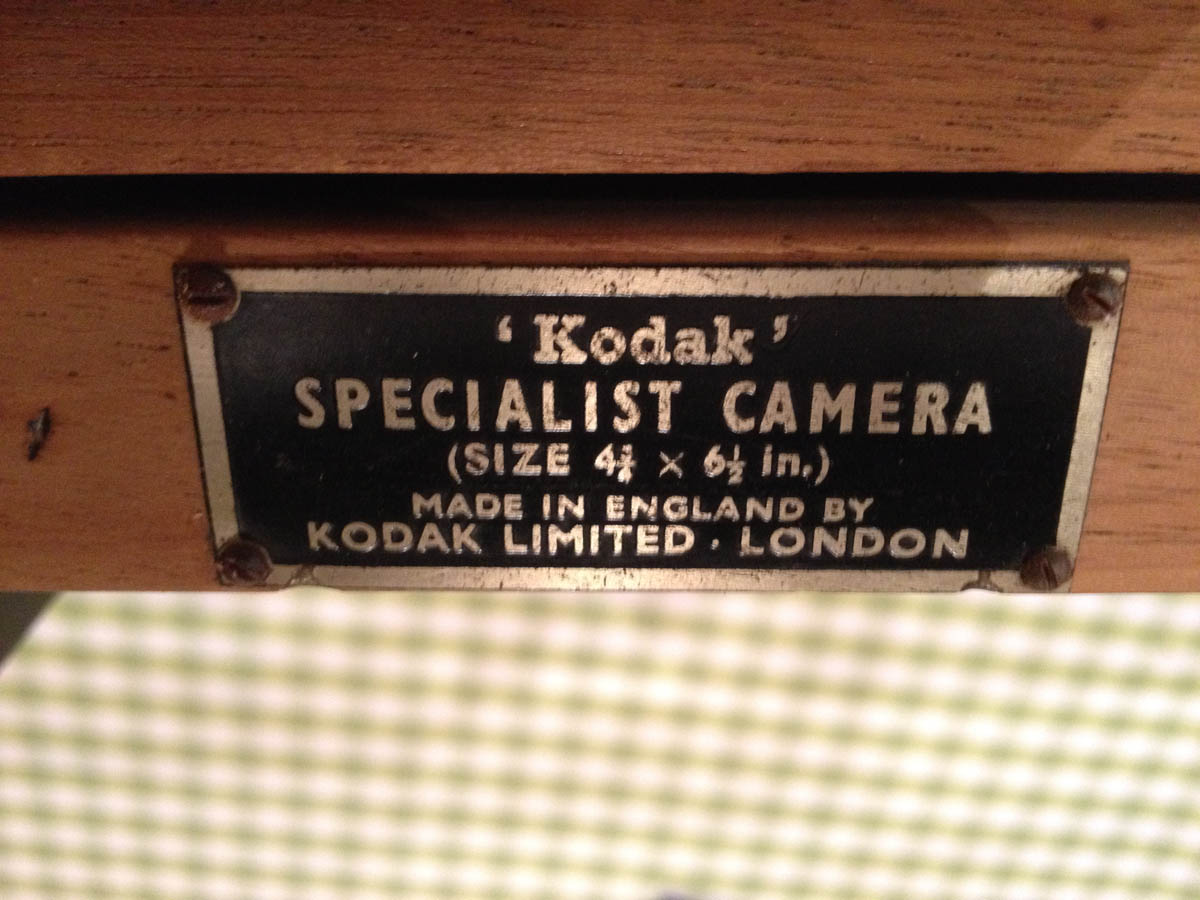 ‘Kodak’
SPECIALIST CAMERA
(SIZE 4¾ × 6½ in.)
MADE IN ENGLAND BY
KODAK LIMITED · LONDON